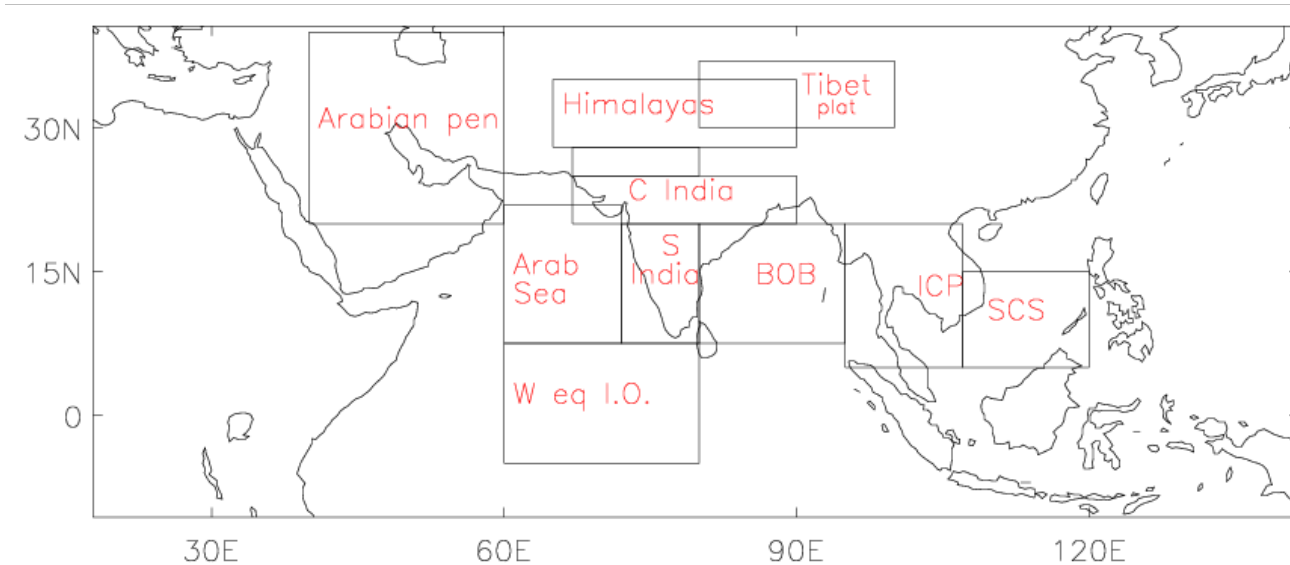 Tibet
plat
Himalayas
Arabian pen
30N
C India
S
India
15N
Arab
Sea
BOB
ICP
SCS
W eq I.O.
0
30E
60E
90E
120E